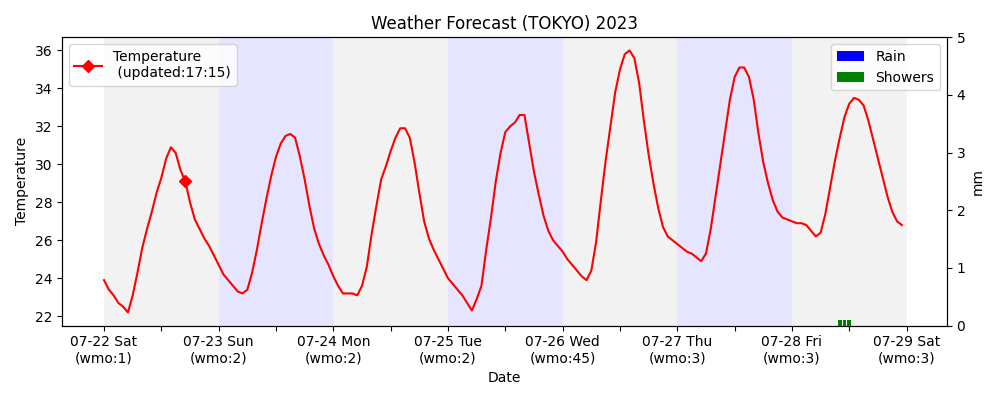 Weather Forecast (TOKYO) 2023
Temperature
(updated:17:15)
Rain
Showers
Temperature
36
34
32
30
28
26
24
22
5
4
3
2
1
0
mm
07-22 Sat
(wmo:1)
07-23 Sun
(wmo:2)
07-24 Mon
(wmo:2)
07-25 Tue
(wmo:2)
07-26 Wed
(wmo:45)
07-27 Thu
(wmo:3)
07-28 Fri
(wmo:3)
07-29 Sat
(wmo:3)
Date